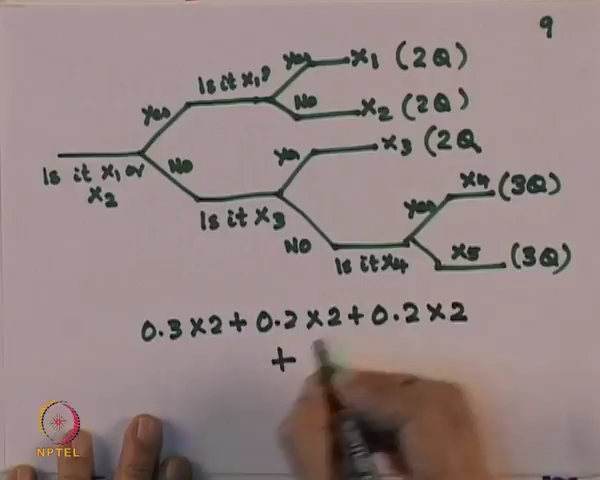 9
Is it x1?
Yes x1 (2Q)
Yes
No x2 (2Q)
Is it x1 or x2
No
Yes x3 (2Q
Is it x3
No
Is it x4
Yes x4 (3Q)
x5 (3Q)
0.3×2+ 0.2×2+ 0.2×2
+
NPTEL